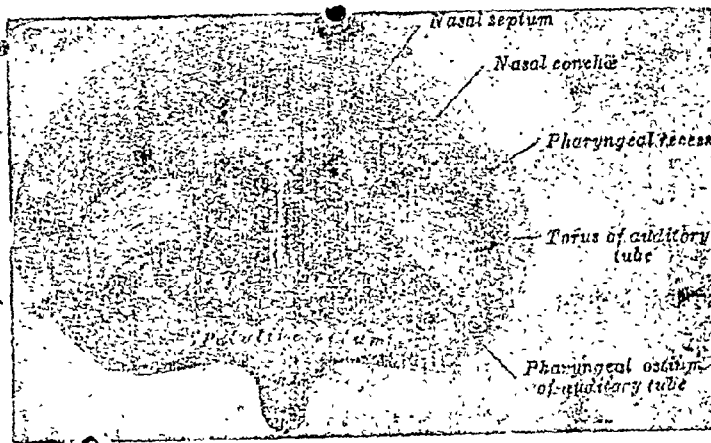 Nasal septum
Nasal conchæ
Pharyngeal recess
Torus of auditory
tube
Pharyngeal ostium
of auditory tube